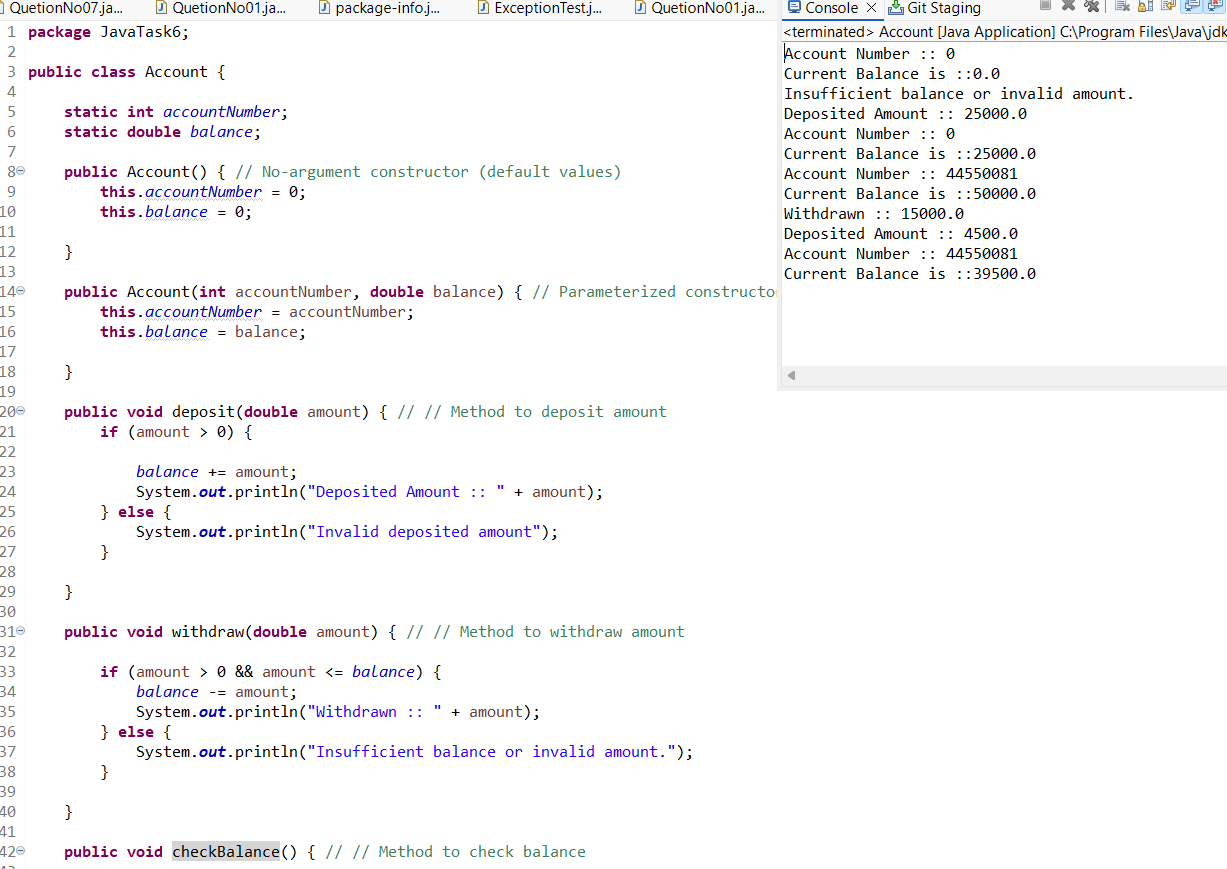 QuetionNo07.ja... QuetionNo01.ja... package-info.j... ExceptionTest.j... QuetionNo01.ja...
1 package JavaTask6;
2
3 public class Account {
4
5 static int accountNumber;
6 static double balance;
7
8 public Account() { // No-argument constructor (default values)
9 this.accountNumber = 0;
10 this.balance = 0;
11
12 }
13
14 public Account(int accountNumber, double balance) { // Parameterized constructo
15 this.accountNumber = accountNumber;
16 this.balance = balance;
17
18 }
19
20 public void deposit(double amount) { // // Method to deposit amount
21 if (amount > 0) {
22
23 balance += amount;
24 System.out.println("Deposited Amount :: " + amount);
25 } else {
26 System.out.println("Invalid deposited amount");
27 }
28
29 }
30
31 public void withdraw(double amount) { // // Method to withdraw amount
32
33 if (amount > 0 && amount <= balance) {
34 balance -= amount;
35 System.out.println("Withdrawn :: " + amount);
36 } else {
37 System.out.println("Insufficient balance or invalid amount.");
38 }
39
40 }
41
42 public void checkBalance() { // // Method to check balance
Console Git Staging
<terminated> Account [Java Application] C:\Program Files\Java\jdk
Account Number :: 0
Current Balance is ::0.0
Insufficient balance or invalid amount.
Deposited Amount :: 25000.0
Account Number :: 0
Current Balance is ::25000.0
Account Number :: 44550081
Current Balance is ::50000.0
Withdrawn :: 15000.0
Deposited Amount :: 4500.0
Account Number :: 44550081
Current Balance is ::39500.0